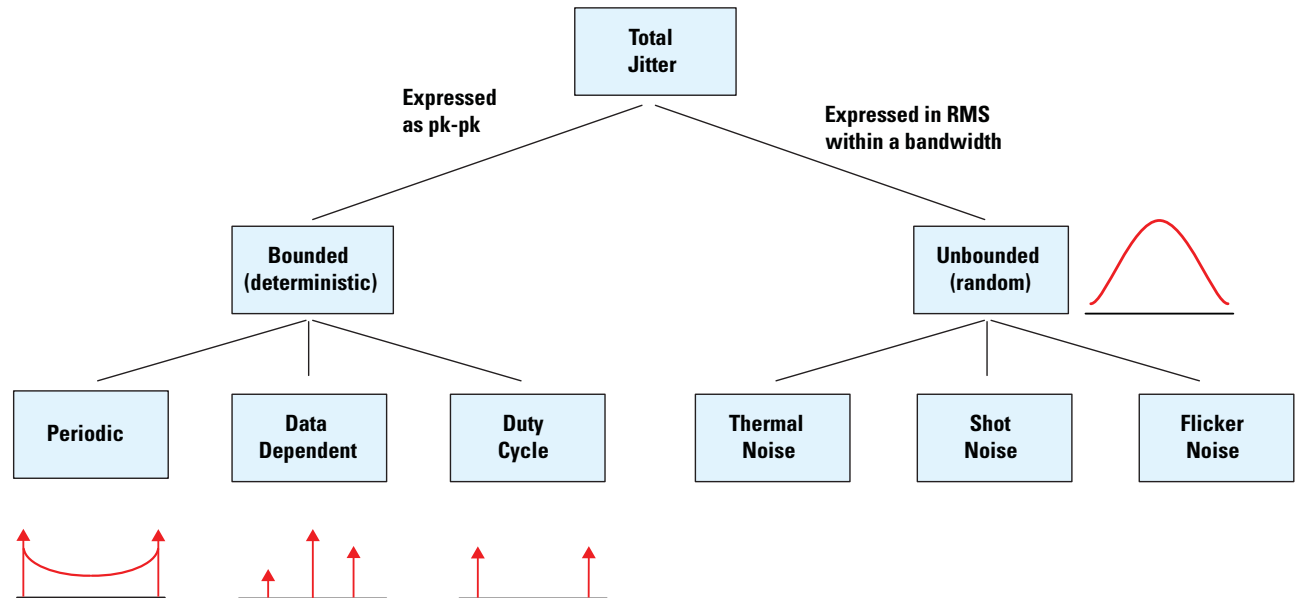 Total
Jitter
Expressed
as pk-pk
Expressed in RMS
within a bandwidth
Bounded
(deterministic)
Unbounded
(random)
Periodic
Data
Dependent
Duty
Cycle
Thermal
Noise
Shot
Noise
Flicker
Noise